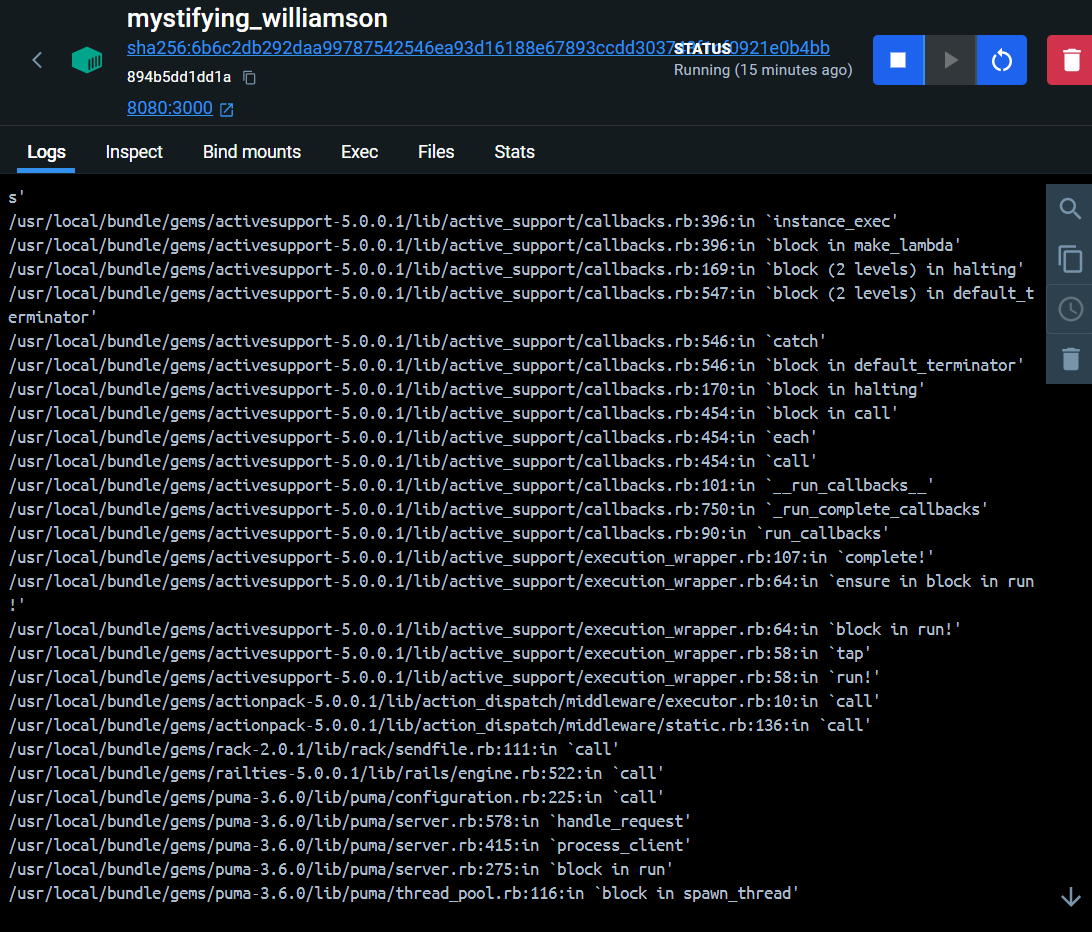 mystifying_williamson
STATUS
894b5dd1dd1a
Running (15 minutes ago)
8080:3000
Logs Inspect Bind mounts Exec Files Stats
s'
/usr/local/bundle/gems/activesupport-5.0.0.1/lib/active_support/callbacks.rb:396:in `instance_exec'
/usr/local/bundle/gems/activesupport-5.0.0.1/lib/active_support/callbacks.rb:396:in `block in make_lambda'
/usr/local/bundle/gems/activesupport-5.0.0.1/lib/active_support/callbacks.rb:169:in `block (2 levels) in halting'
/usr/local/bundle/gems/activesupport-5.0.0.1/lib/active_support/callbacks.rb:547:in `block (2 levels) in default_t
erminator'
/usr/local/bundle/gems/activesupport-5.0.0.1/lib/active_support/callbacks.rb:546:in `catch'
/usr/local/bundle/gems/activesupport-5.0.0.1/lib/active_support/callbacks.rb:546:in `block in default_terminator'
/usr/local/bundle/gems/activesupport-5.0.0.1/lib/active_support/callbacks.rb:170:in `block in halting'
/usr/local/bundle/gems/activesupport-5.0.0.1/lib/active_support/callbacks.rb:454:in `block in call'
/usr/local/bundle/gems/activesupport-5.0.0.1/lib/active_support/callbacks.rb:454:in `each'
/usr/local/bundle/gems/activesupport-5.0.0.1/lib/active_support/callbacks.rb:454:in `call'
/usr/local/bundle/gems/activesupport-5.0.0.1/lib/active_support/callbacks.rb:101:in `__run_callbacks__'
/usr/local/bundle/gems/activesupport-5.0.0.1/lib/active_support/callbacks.rb:750:in `_run_complete_callbacks'
/usr/local/bundle/gems/activesupport-5.0.0.1/lib/active_support/callbacks.rb:90:in `run_callbacks'
/usr/local/bundle/gems/activesupport-5.0.0.1/lib/active_support/execution_wrapper.rb:107:in `complete!'
/usr/local/bundle/gems/activesupport-5.0.0.1/lib/active_support/execution_wrapper.rb:64:in `ensure in block in run
!'
/usr/local/bundle/gems/activesupport-5.0.0.1/lib/active_support/execution_wrapper.rb:64:in `block in run!'
/usr/local/bundle/gems/activesupport-5.0.0.1/lib/active_support/execution_wrapper.rb:58:in `tap'
/usr/local/bundle/gems/activesupport-5.0.0.1/lib/active_support/execution_wrapper.rb:58:in `run!'
/usr/local/bundle/gems/actionpack-5.0.0.1/lib/action_dispatch/middleware/executor.rb:10:in `call'
/usr/local/bundle/gems/actionpack-5.0.0.1/lib/action_dispatch/middleware/static.rb:136:in `call'
/usr/local/bundle/gems/rack-2.0.1/lib/rack/sendfile.rb:111:in `call'
/usr/local/bundle/gems/railties-5.0.0.1/lib/rails/engine.rb:522:in `call'
/usr/local/bundle/gems/puma-3.6.0/lib/puma/configuration.rb:225:in `call'
/usr/local/bundle/gems/puma-3.6.0/lib/puma/server.rb:578:in `handle_request'
/usr/local/bundle/gems/puma-3.6.0/lib/puma/server.rb:415:in `process_client'
/usr/local/bundle/gems/puma-3.6.0/lib/puma/server.rb:275:in `block in run'
/usr/local/bundle/gems/puma-3.6.0/lib/puma/thread_pool.rb:116:in `block in spawn_thread'